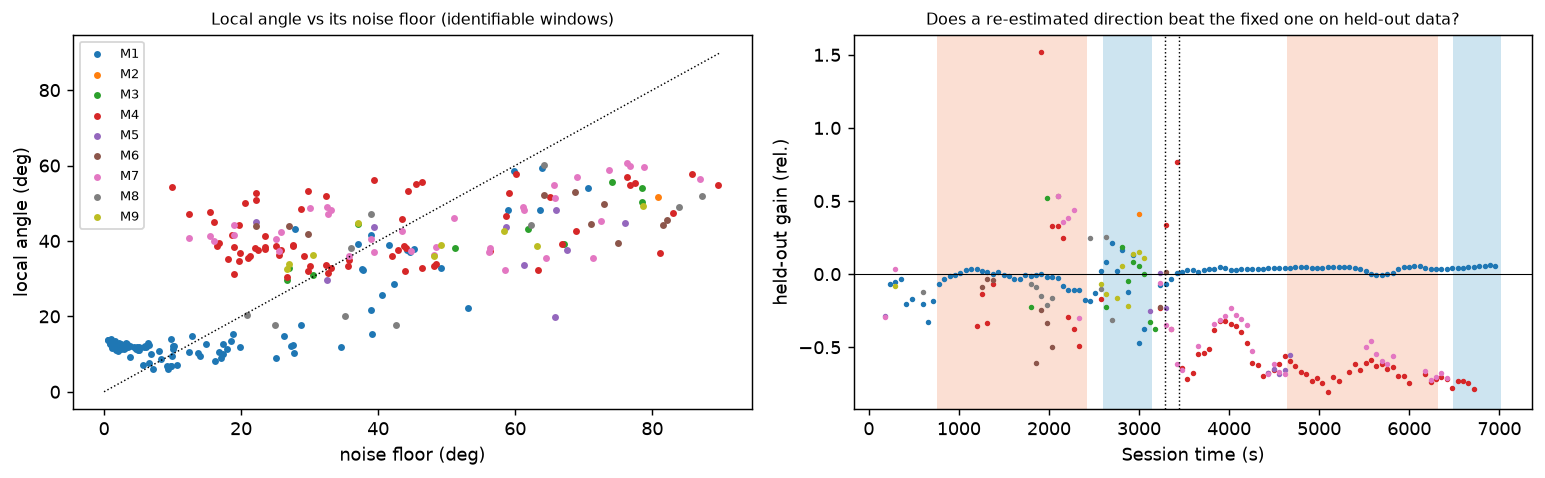 Local angle vs its noise floor (identifiable windows)
M1
M2
M3
M4
M5
M6
M7
M8
M9
local angle (deg)
80
60
40
20
0
0 20 40 60 80
noise floor (deg)
Does a re-estimated direction beat the fixed one on held-out data?
held-out gain (rel.)
1.5
1.0
0.5
0.0
−0.5
0 1000 2000 3000 4000 5000 6000 7000
Session time (s)